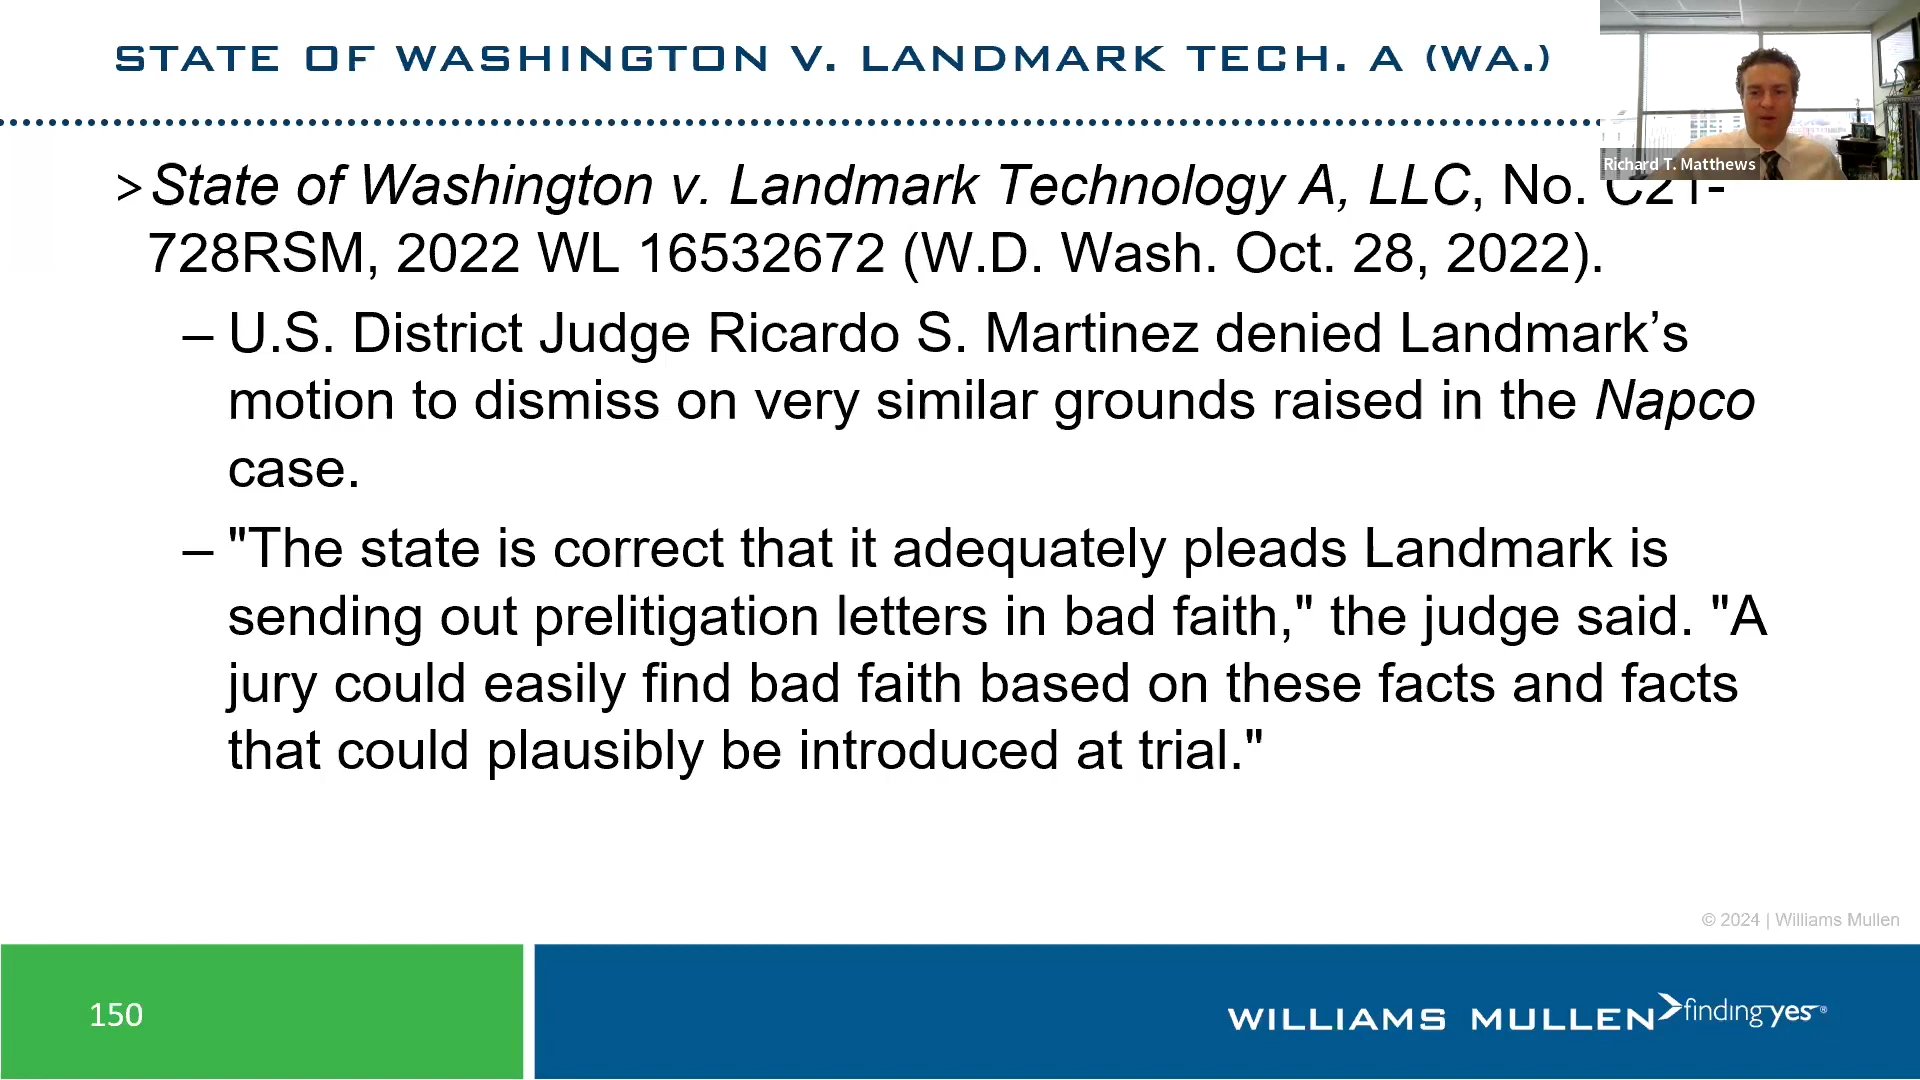 STATE OF WASHINGTON V. LANDMARK TECH. A (WA.)
Richard T. Matthews
> State of Washington v. Landmark Technology A, LLC, No. C21-
728RSM, 2022 WL 16532672 (W.D. Wash. Oct. 28, 2022).
– U.S. District Judge Ricardo S. Martinez denied Landmark’s
motion to dismiss on very similar grounds raised in the Napco
case.
– "The state is correct that it adequately pleads Landmark is
sending out prelitigation letters in bad faith," the judge said. "A
jury could easily find bad faith based on these facts and facts
that could plausibly be introduced at trial."
© 2024 | Williams Mullen
150
WILLIAMS MULLEN finding yes®